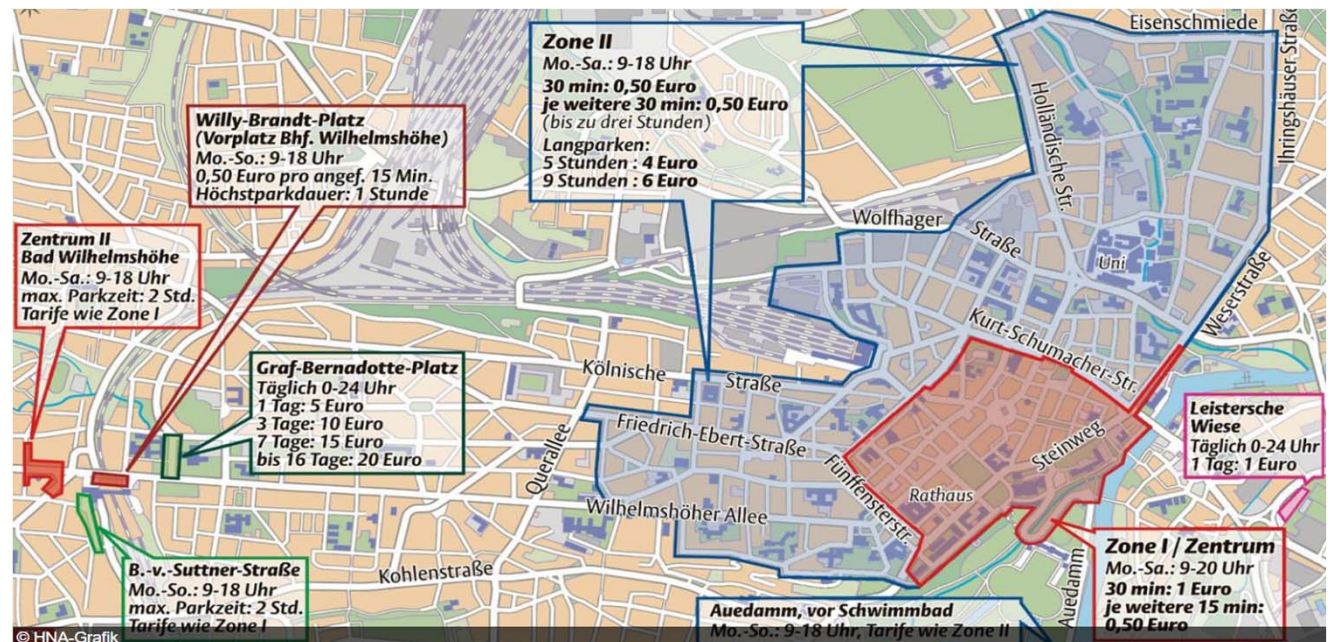 Zone II
Mo.-Sa.: 9-18 Uhr
30 min: 0,50 Euro
je weitere 30 min: 0,50 Euro
(bis zu drei Stunden)
Langparken:
5 Stunden : 4 Euro
9 Stunden : 6 Euro
Willy-Brandt-Platz
(Vorplatz Bhf. Wilhelmshöhe)
Mo.-So.: 9-18 Uhr
0,50 Euro pro angef. 15 Min.
Höchstparkdauer: 1 Stunde
Zentrum II
Bad Wilhelmshöhe
Mo.-Sa.: 9-18 Uhr
max. Parkzeit: 2 Std.
Tarife wie Zone I
Graf-Bernadotte-Platz
Täglich 0-24 Uhr
1 Tag: 5 Euro
3 Tage: 10 Euro
7 Tage: 15 Euro
bis 16 Tage: 20 Euro
B.-v.-Suttner-Straße
Mo.-So.: 9-18 Uhr
max. Parkzeit: 2 Std.
Tarife wie Zone I
Eisenschmiede
Ihringshäuser Straße
Holländische Str.
Wolfhager Straße
Uni
Weserstraße
Kurt-Schumacher-Str.
Kölnische Straße
Friedrich-Ebert-Straße
Querallee
Fünffensterstr.
Steinweg
Rathaus
Wilhelmshöher Allee
Kohlenstraße
Auedamm
Leistersche
Wiese
Täglich 0-24 Uhr
1 Tag: 1 Euro
Zone I / Zentrum
Mo.-Sa.: 9-20 Uhr
30 min: 1 Euro
je weitere 15 min:
0,50 Euro
Auedamm, vor Schwimmbad
Mo.-So.: 9-18 Uhr, Tarife wie Zone II
© HNA-Grafik